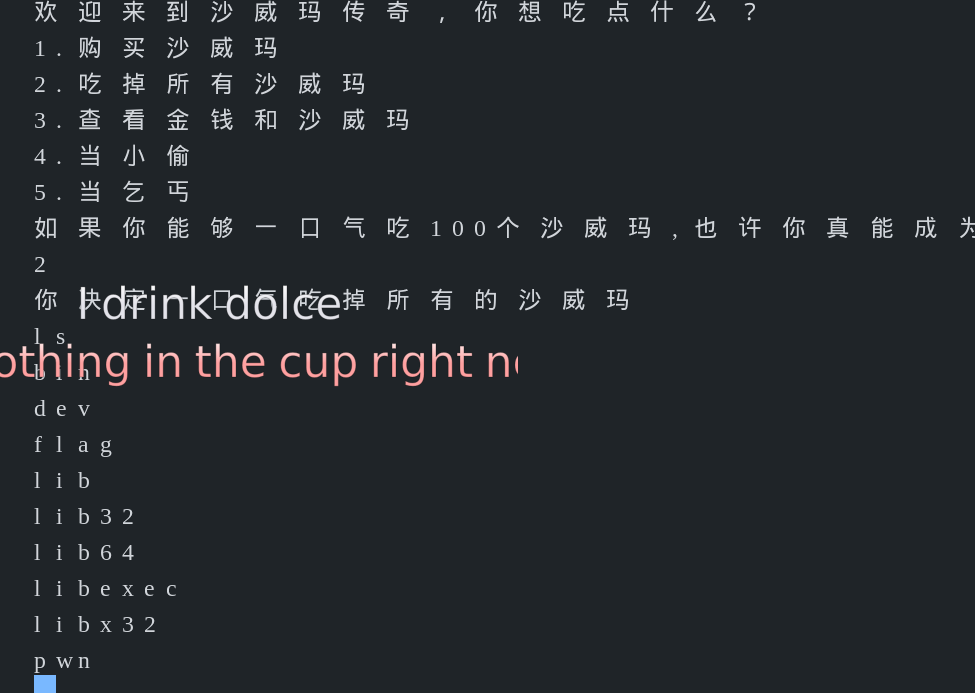 欢迎来到沙威玛传奇，你想吃点什么？
1.购买沙威玛
2.吃掉所有沙威玛
3.查看金钱和沙威玛
4.当小偷
5.当乞丐
如果你能够一口气吃100个沙威玛,也许你真能成为
2
你决定一口气吃掉所有的沙威玛
I drink dolce
ls
othing in the cup right n
bin
dev
flag
lib
lib32
lib64
libexec
libx32
pwn